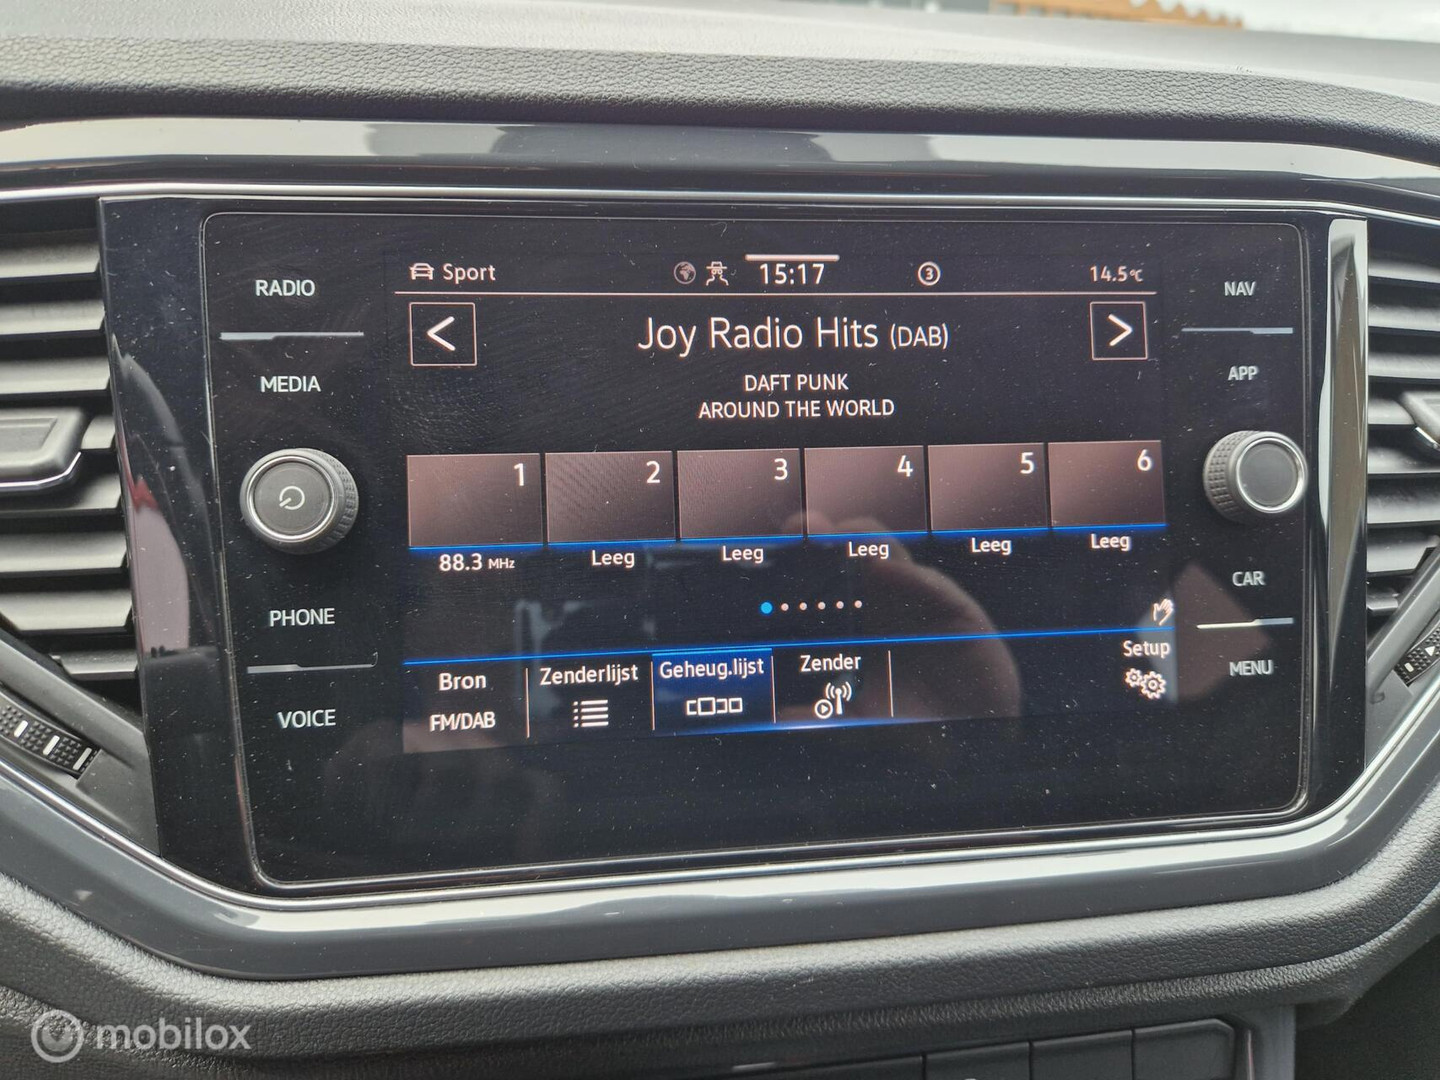 RADIO
MEDIA
PHONE
VOICE
Sport
15:17
3
14.5°C
Joy Radio Hits (DAB)
DAFT PUNK
AROUND THE WORLD
1
2
3
4
5
6
88.3 MHz
Leeg
Leeg
Leeg
Leeg
Leeg
Bron
FM/DAB
Zenderlijst
Geheug.lijst
Zender
Setup
NAV
APP
CAR
MENU
mobilox